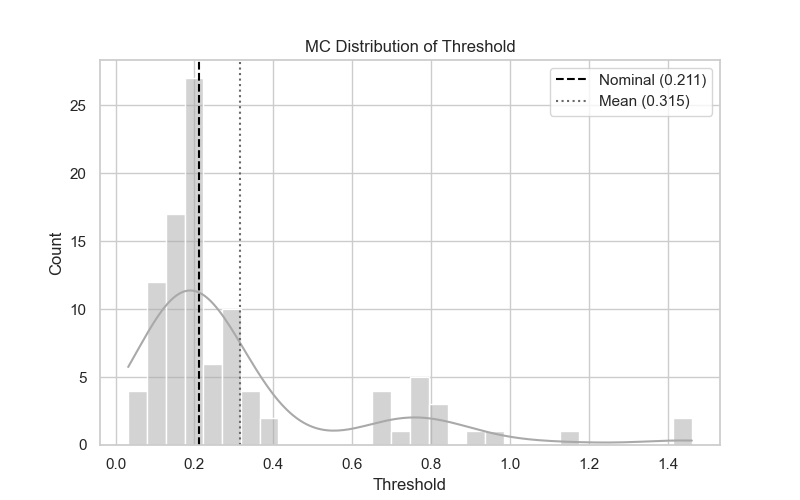 MC Distribution of Threshold
Nominal (0.211)
Mean (0.315)
Count
25
20
15
10
5
0
0.0 0.2 0.4 0.6 0.8 1.0 1.2 1.4
Threshold